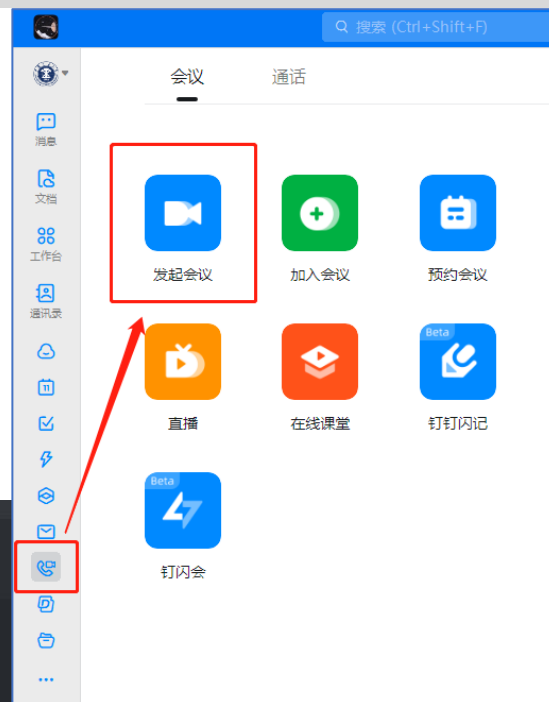 搜索 (Ctrl+Shift+F)
会议 通话
消息
文档
工作台
通讯录
11
发起会议 加入会议 预约会议
Beta
直播 在线课堂 钉钉闪记
Beta
钉闪会